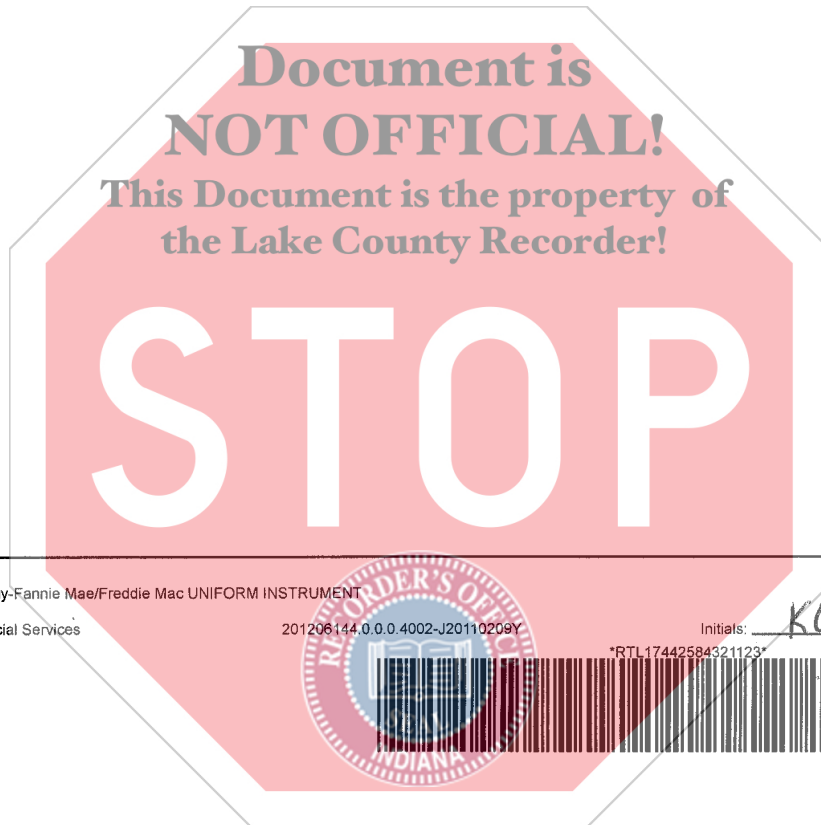 Document is
NOT OFFICIAL!
This Document is the property of
the Lake County Recorder!
STOP
y-Fannie Mae/Freddie Mac UNIFORM INSTRUMENT
cial Services 201206144,0.0.0.4002-J20110209Y Initials:
*RTL17442584321123*
RECORDER'S OFFICE
SEAL
INDIANA